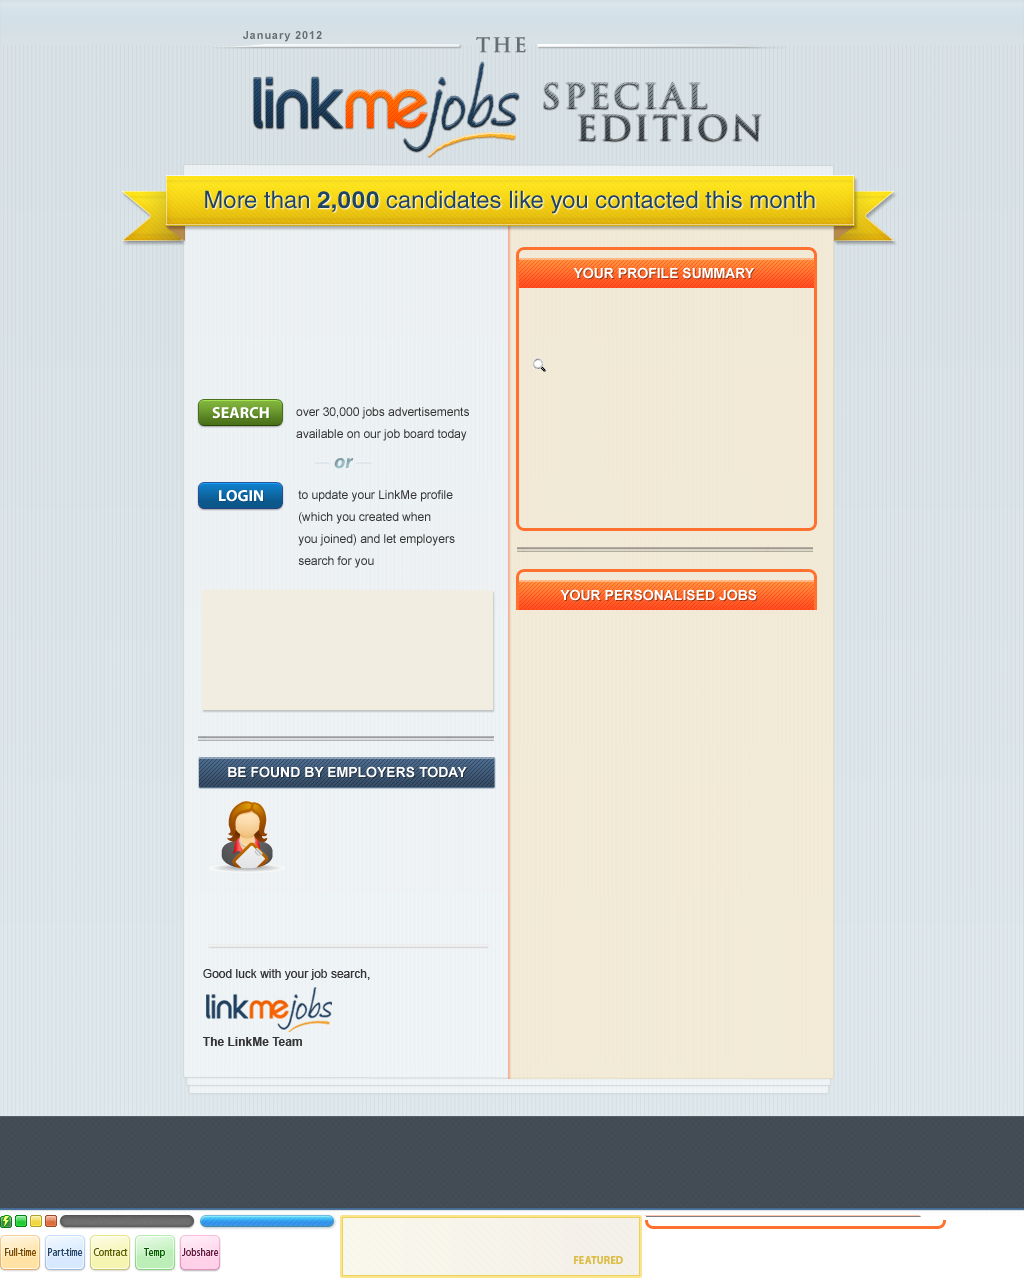 January 2012
THE
linkmejobs
SPECIAL
EDITION
More than 2,000 candidates like you contacted this month
YOUR PROFILE SUMMARY
SEARCH
over 30,000 jobs advertisements
available on our job board today
or
LOGIN
to update your LinkMe profile
(which you created when
you joined) and let employers
search for you
YOUR PERSONALISED JOBS
BE FOUND BY EMPLOYERS TODAY
Good luck with your job search,
linkmejobs
The LinkMe Team
Full-time
Part-time
Contract
Temp
Jobshare
FEATURED